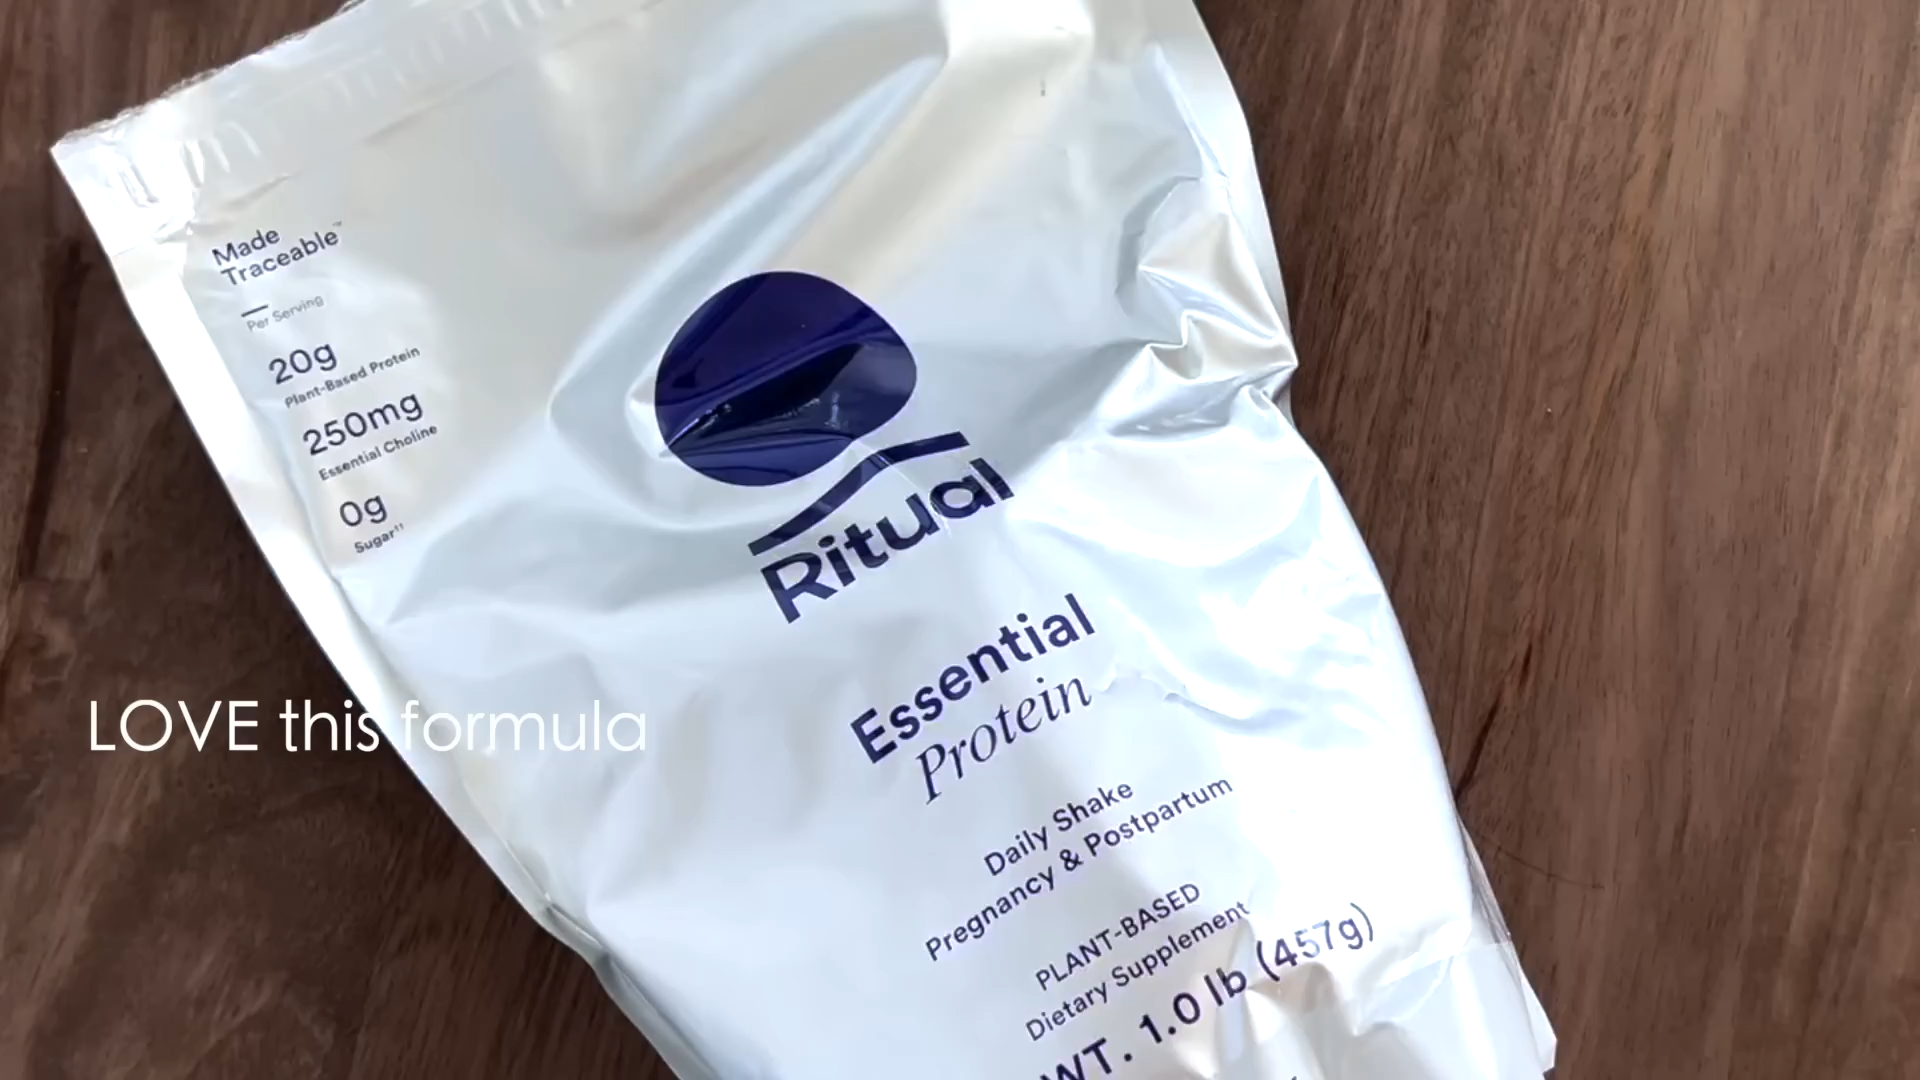 Made
Traceable™
Per Serving
20g
Plant-Based Protein
250mg
Essential Choline
0g
Sugar††
Ritual
Essential
Protein
Daily Shake
Pregnancy & Postpartum
PLANT-BASED
Dietary Supplement
WT. 1.0 lb (457g)
LOVE this formula